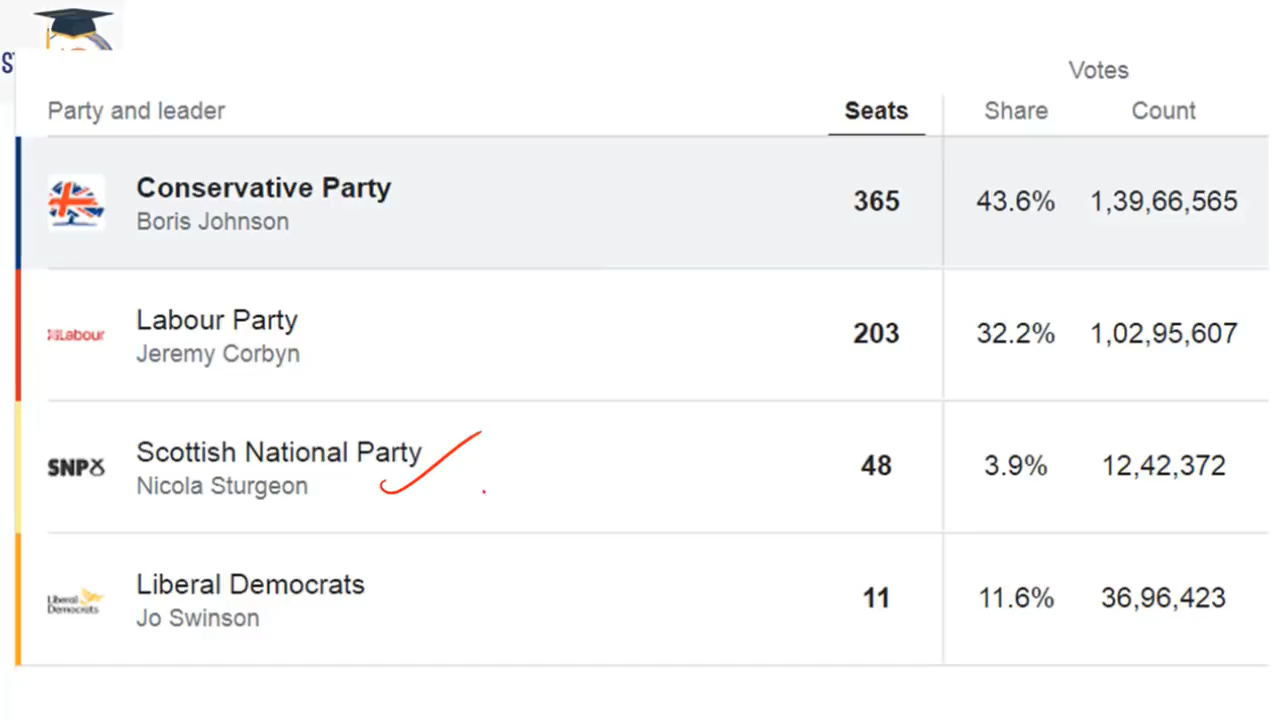 Votes
Party and leader Seats Share Count
Conservative Party
Boris Johnson
365 43.6% 1,39,66,565
Labour
Labour Party
Jeremy Corbyn
203 32.2% 1,02,95,607
SNP
Scottish National Party
Nicola Sturgeon
48 3.9% 12,42,372
Liberal
Democrats
Liberal Democrats
Jo Swinson
11 11.6% 36,96,423